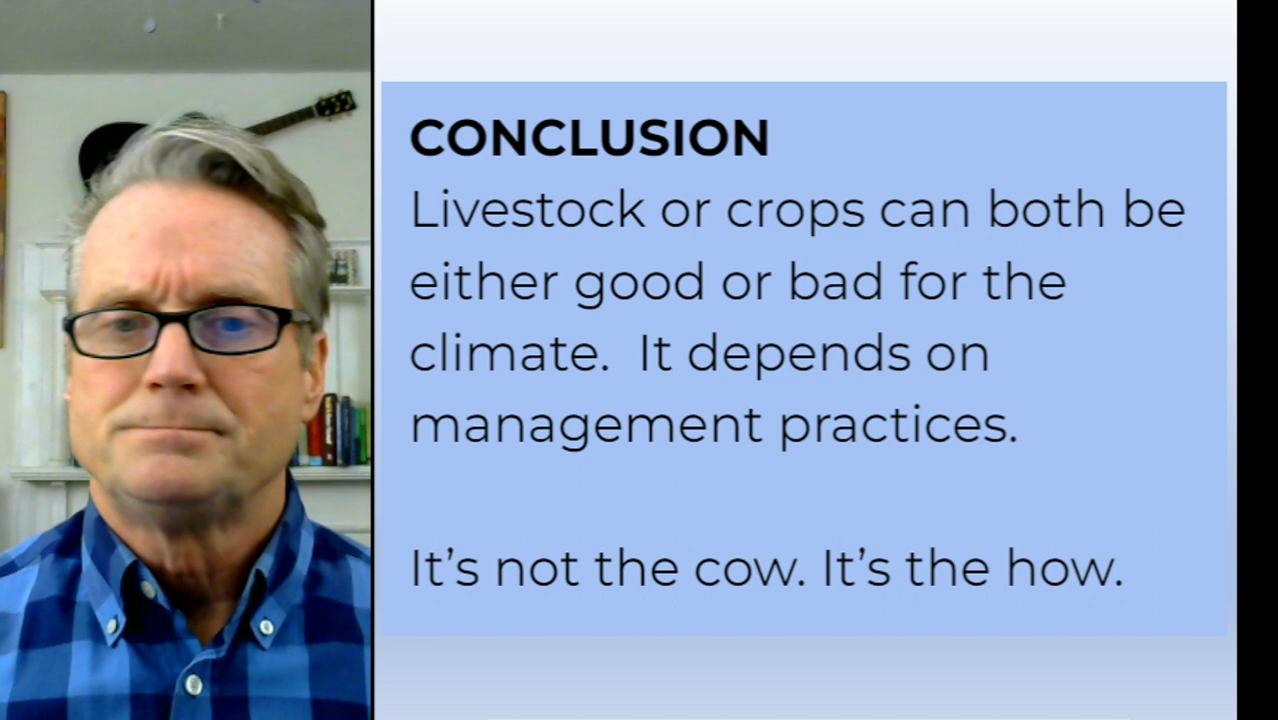 CONCLUSION
Livestock or crops can both be
either good or bad for the
climate.  It depends on
management practices.
It’s not the cow. It’s the how.